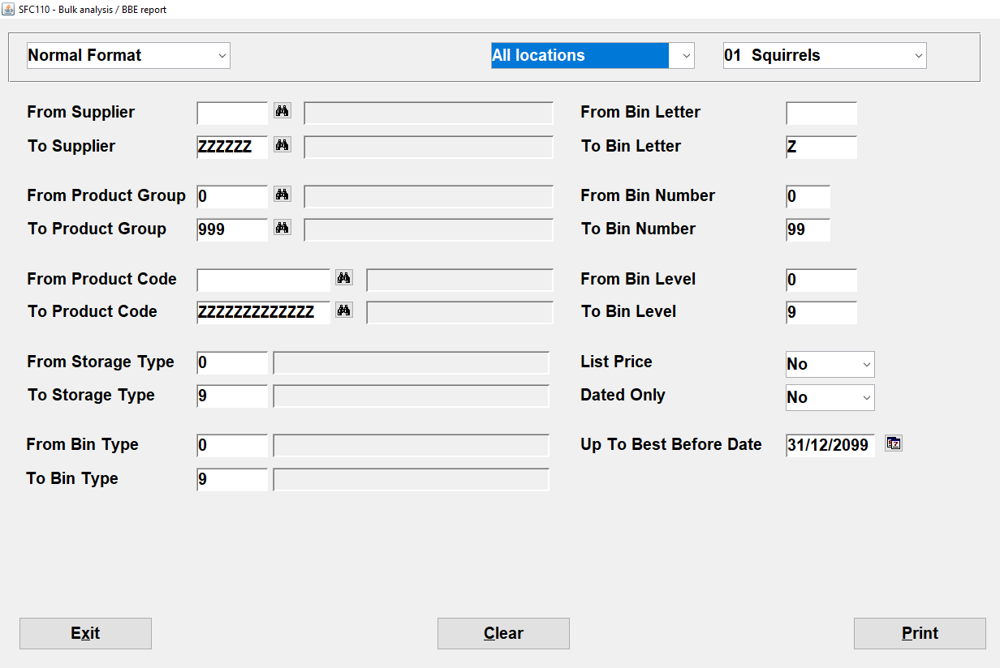 SFC110 - Bulk analysis / BBE report
Normal Format All locations 01 Squirrels
From Supplier From Bin Letter
To Supplier ZZZZZZ To Bin Letter Z
From Product Group 0 From Bin Number 0
To Product Group 999 To Bin Number 99
From Product Code From Bin Level 0
To Product Code ZZZZZZZZZZZZZ To Bin Level 9
From Storage Type 0 List Price No
To Storage Type 9 Dated Only No
From Bin Type 0 Up To Best Before Date 31/12/2099
To Bin Type 9
Exit Clear Print